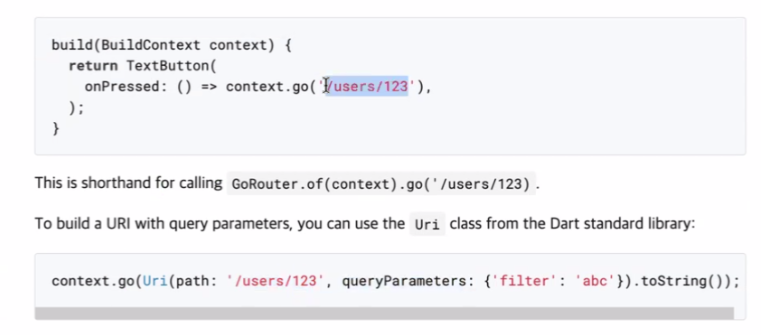 build(BuildContext context) {
  return TextButton(
    onPressed: () => context.go('/users/123'),
  );
}
This is shorthand for calling GoRouter.of(context).go('/users/123).
To build a URI with query parameters, you can use the Uri class from the Dart standard library:
context.go(Uri(path: '/users/123', queryParameters: {'filter': 'abc'}).toString());